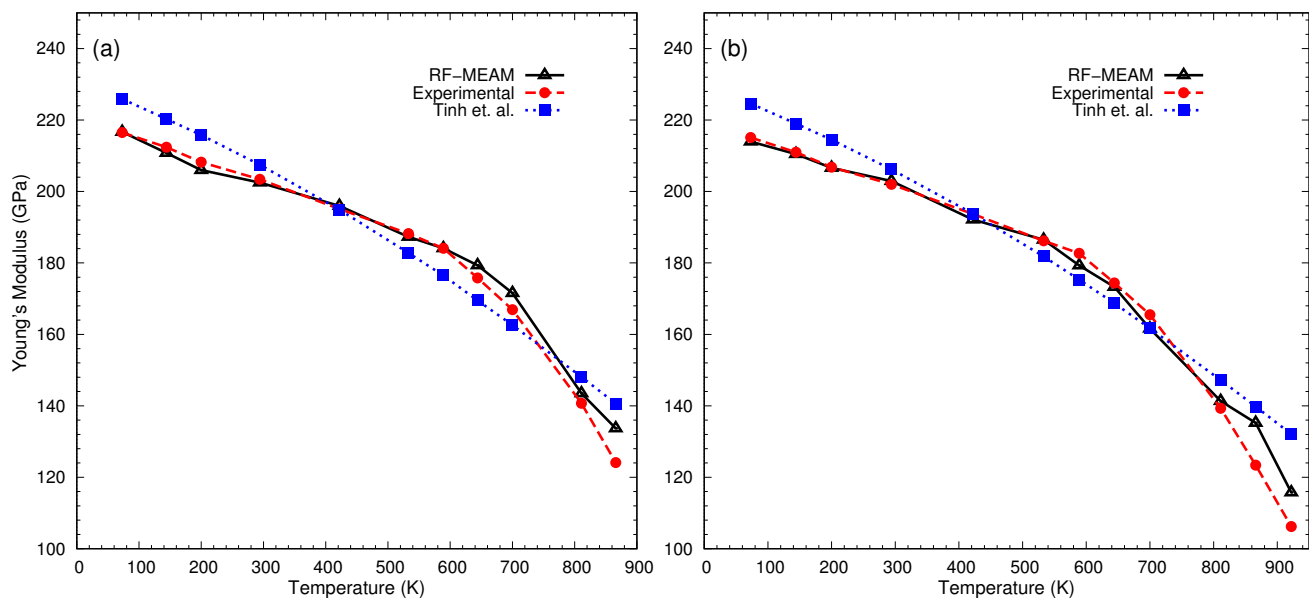 (a)
RF−MEAM
Experimental
Tinh et. al.
Young's Modulus (GPa)
240
220
200
180
160
140
120
100
0 100 200 300 400 500 600 700 800 900
Temperature (K)
(b)
RF−MEAM
Experimental
Tinh et. al.
240
220
200
180
160
140
120
100
0 100 200 300 400 500 600 700 800 900
Temperature (K)